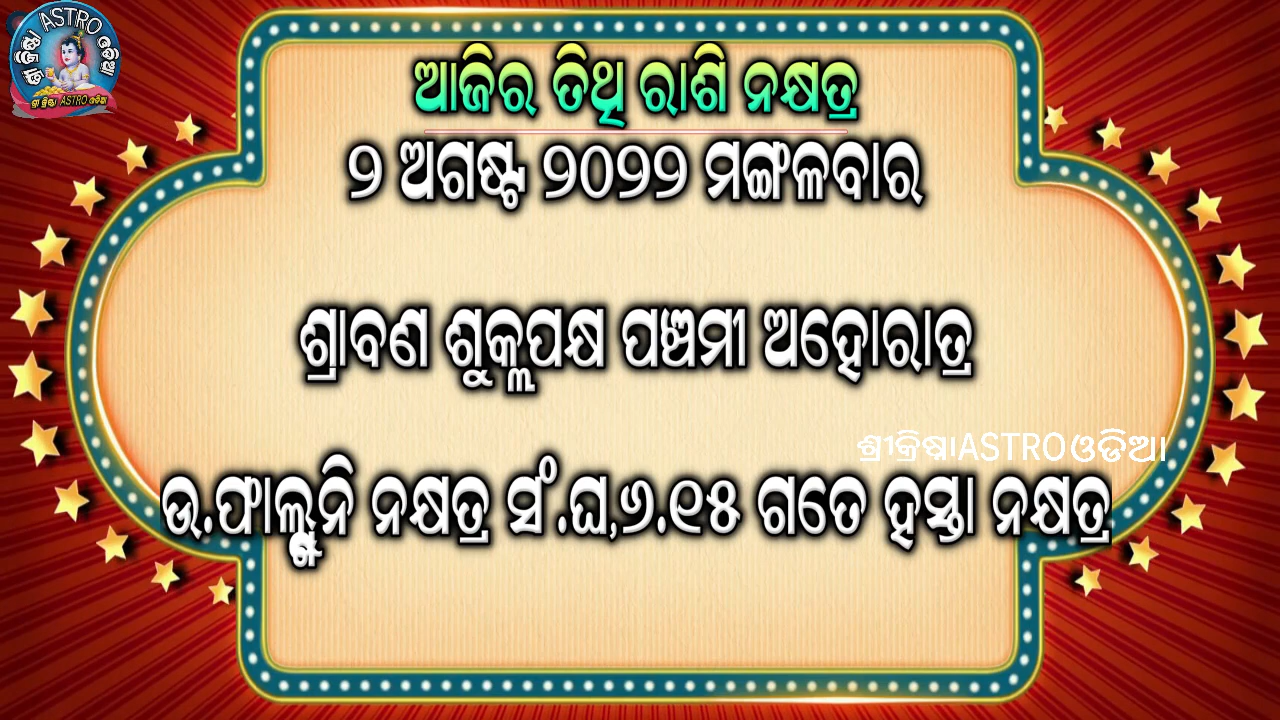 ଶ୍ରୀ କ୍ରିଷ୍ନା ASTRO ଓଡିଆ
ଆଜିର ତିଥି ରାଶି ନକ୍ଷତ୍ର
୨ ଅଗଷ୍ଟ ୨୦୨୨ ମଙ୍ଗଳବାର
ଶ୍ରାବଣ ଶୁକ୍ଳପକ୍ଷ ପଞ୍ଚମୀ ଅହୋରାତ୍ର
ASTROଓଡିଆ
ଉ.ଫାଲ୍ଗୁନି ନକ୍ଷତ୍ର ସଂ.ଘ,୬.୧୫ ଗତେ ହସ୍ତା ନକ୍ଷତ୍ର